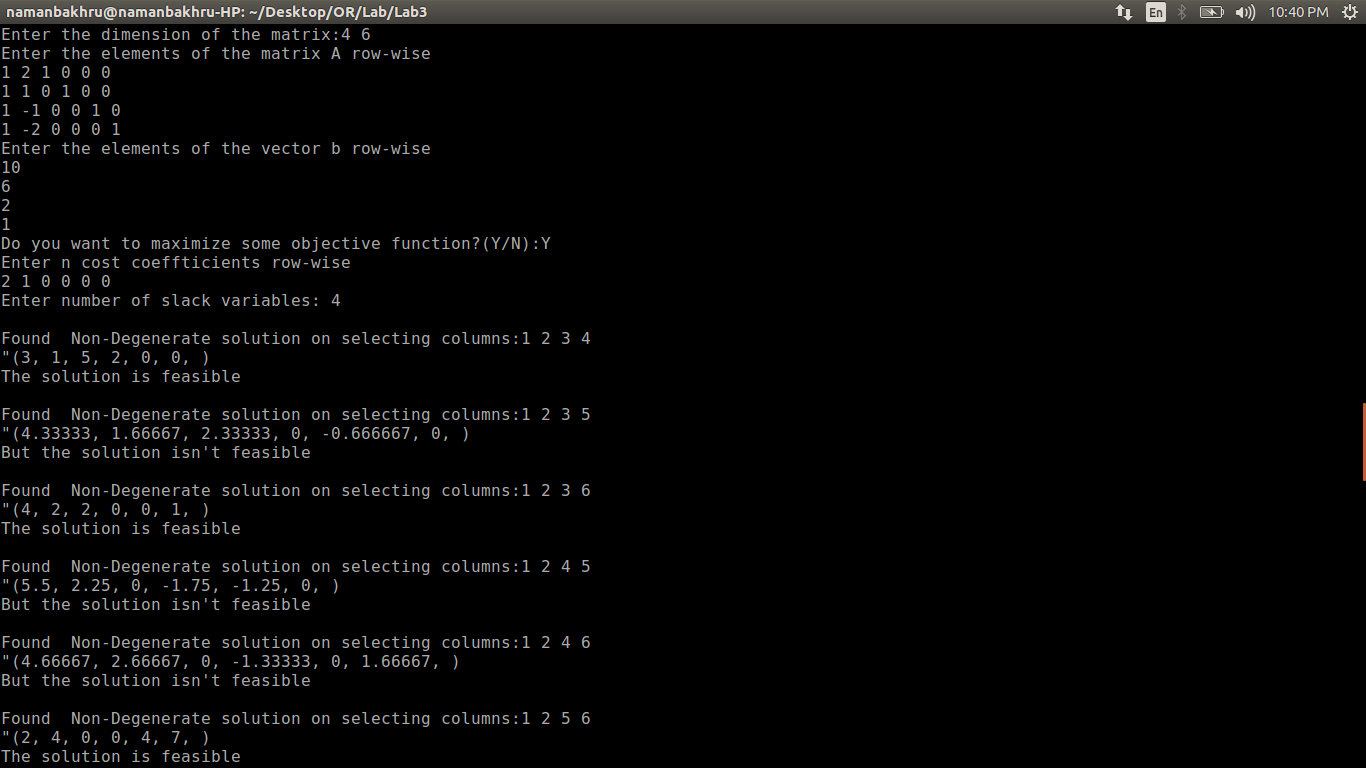 namanbakhru@namanbakhru-HP: ~/Desktop/OR/Lab/Lab3
En
10:40 PM
Enter the dimension of the matrix:4 6
Enter the elements of the matrix A row-wise
1 2 1 0 0 0
1 1 0 1 0 0
1 -1 0 0 1 0
1 -2 0 0 0 1
Enter the elements of the vector b row-wise
10
6
2
1
Do you want to maximize some objective function?(Y/N):Y
Enter n cost coeffticients row-wise
2 1 0 0 0 0
Enter number of slack variables: 4
Found  Non-Degenerate solution on selecting columns:1 2 3 4
"(3, 1, 5, 2, 0, 0, )
The solution is feasible
Found  Non-Degenerate solution on selecting columns:1 2 3 5
"(4.33333, 1.66667, 2.33333, 0, -0.666667, 0, )
But the solution isn't feasible
Found  Non-Degenerate solution on selecting columns:1 2 3 6
"(4, 2, 2, 0, 0, 1, )
The solution is feasible
Found  Non-Degenerate solution on selecting columns:1 2 4 5
"(5.5, 2.25, 0, -1.75, -1.25, 0, )
But the solution isn't feasible
Found  Non-Degenerate solution on selecting columns:1 2 4 6
"(4.66667, 2.66667, 0, -1.33333, 0, 1.66667, )
But the solution isn't feasible
Found  Non-Degenerate solution on selecting columns:1 2 5 6
"(2, 4, 0, 0, 4, 7, )
The solution is feasible